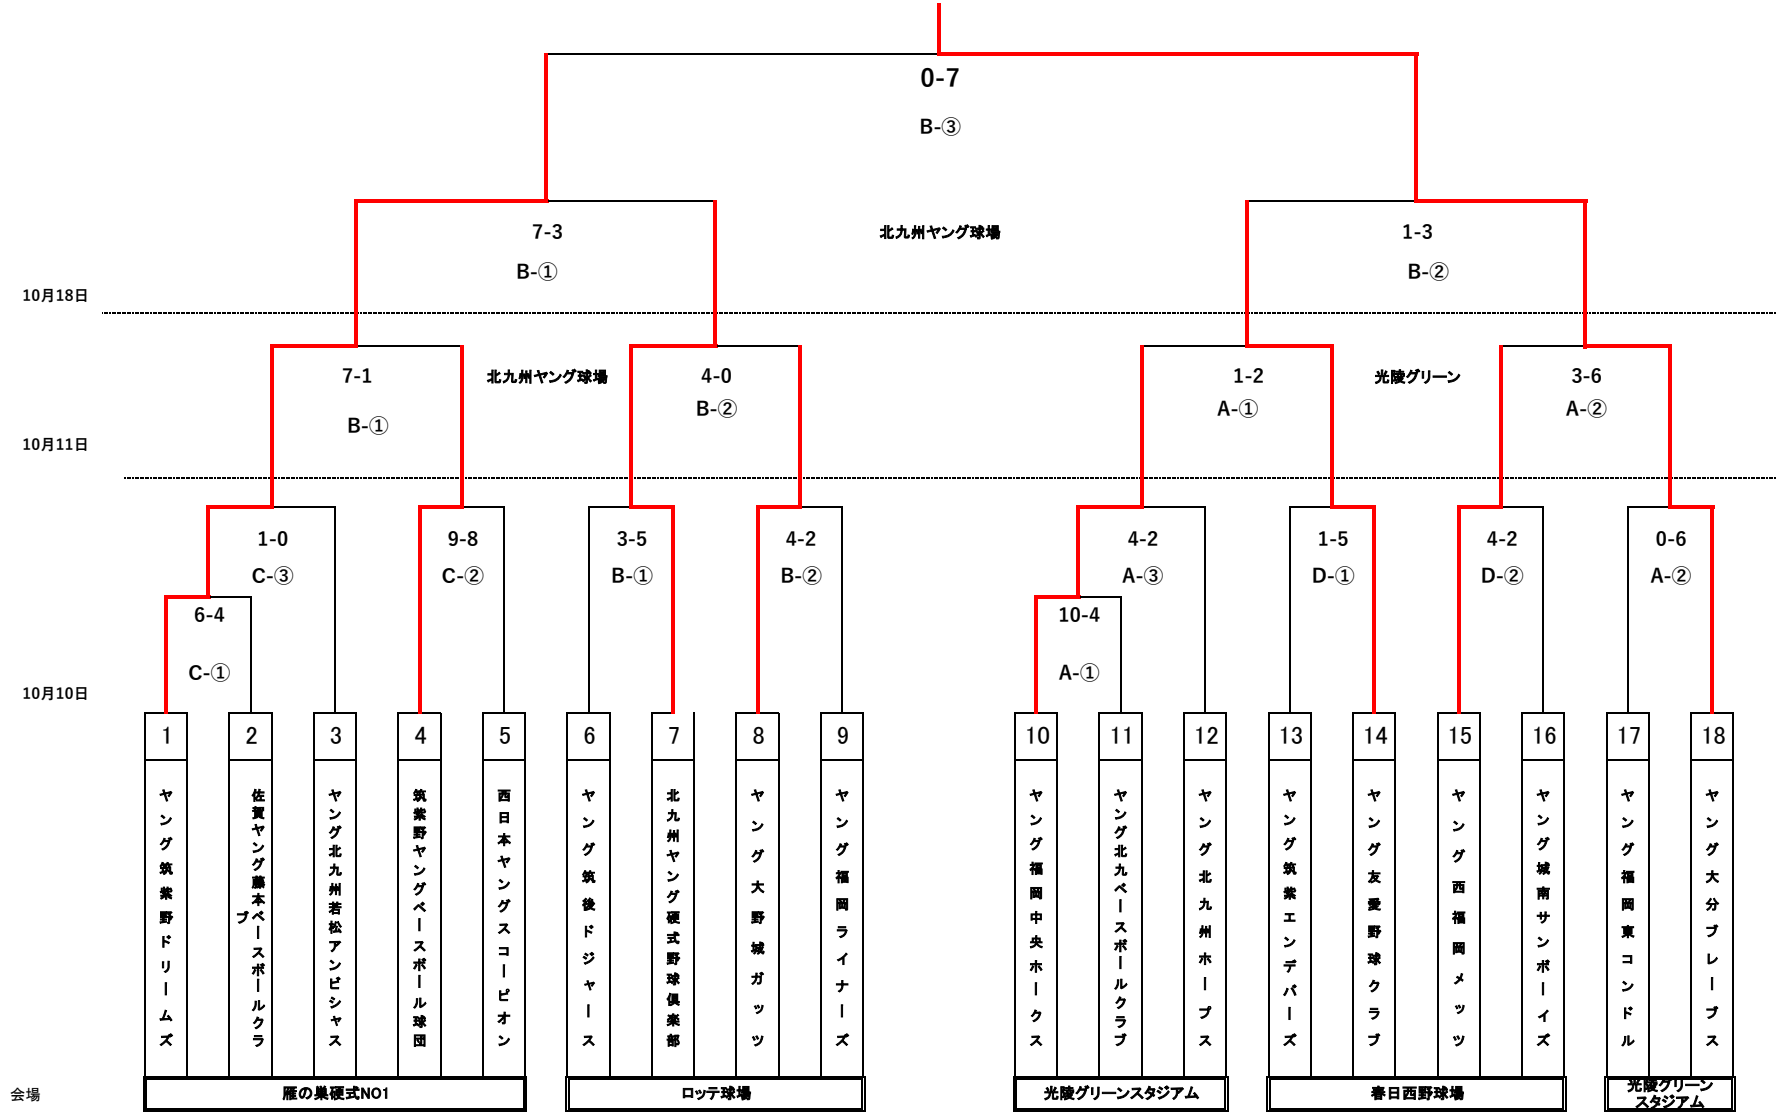 0-7
B-③
7-3
北九州ヤング球場
1-3
B-①
B-②
10月18日
7-1
北九州ヤング球場
4-0
1-2
光陵グリーン
3-6
B-①
B-②
A-①
A-②
10月11日
1-0
9-8
3-5
4-2
4-2
1-5
4-2
0-6
C-③
C-②
B-①
B-②
A-③
D-①
D-②
A-②
6-4
10-4
C-①
A-①
10月10日
1
2
3
4
5
6
7
8
9
10
11
12
13
14
15
16
17
18
ヤング筑紫野ドリームズ
佐賀ヤング藤本ベースボールクラ
ブ
ヤング北九州若松アンビシャス
筑紫野ヤングベースボール球団
西日本ヤングスコーピオン
ヤング筑後ドジャース
北九州ヤング硬式野球倶楽部
ヤング大野城ガッツ
ヤング福岡ライナーズ
ヤング福岡中央ホークス
ヤング北九ベースボールクラブ
ヤング北九州ホープス
ヤング筑紫エンデバーズ
ヤング友愛野球クラブ
ヤング西福岡メッツ
ヤング城南サンボーイズ
ヤング福岡東コンドル
ヤング大分ブレーブス
会場
雁の巣硬式NO1
ロッテ球場
光陵グリーンスタジアム
春日西野球場
光陵グリーン
スタジアム